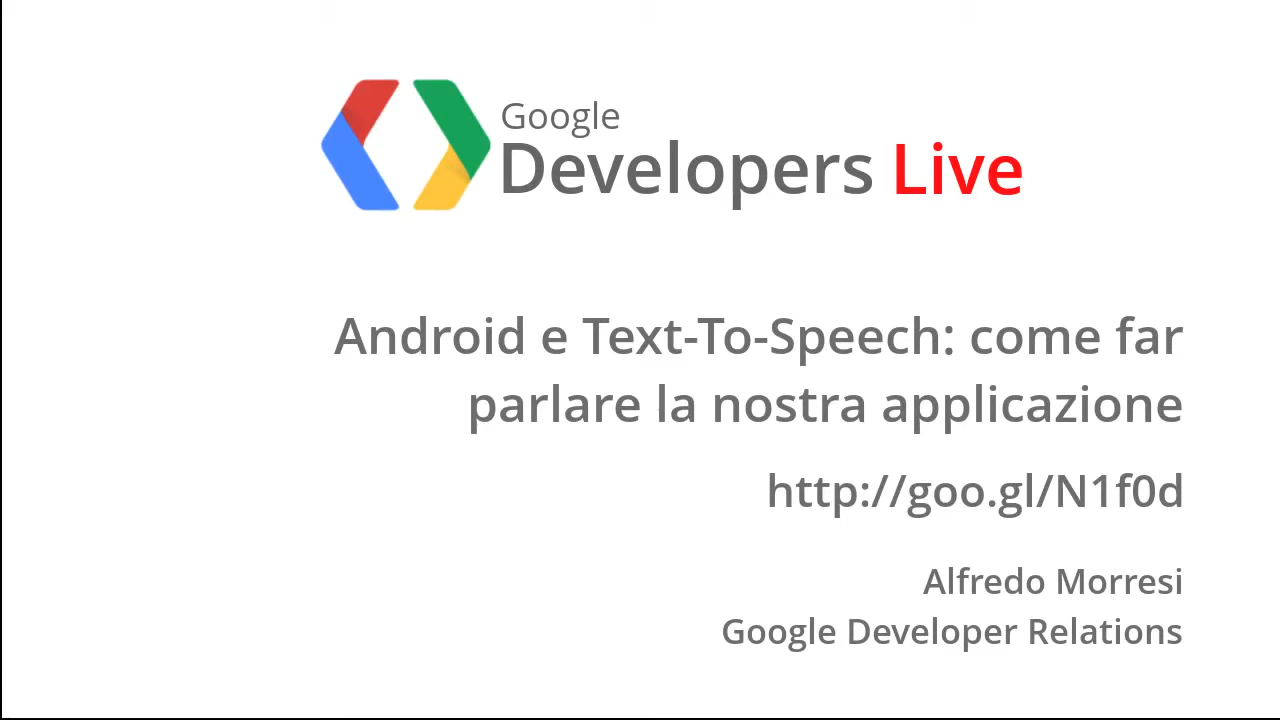 Google
Developers Live
Android e Text-To-Speech: come far
parlare la nostra applicazione
http://goo.gl/N1f0d
Alfredo Morresi
Google Developer Relations